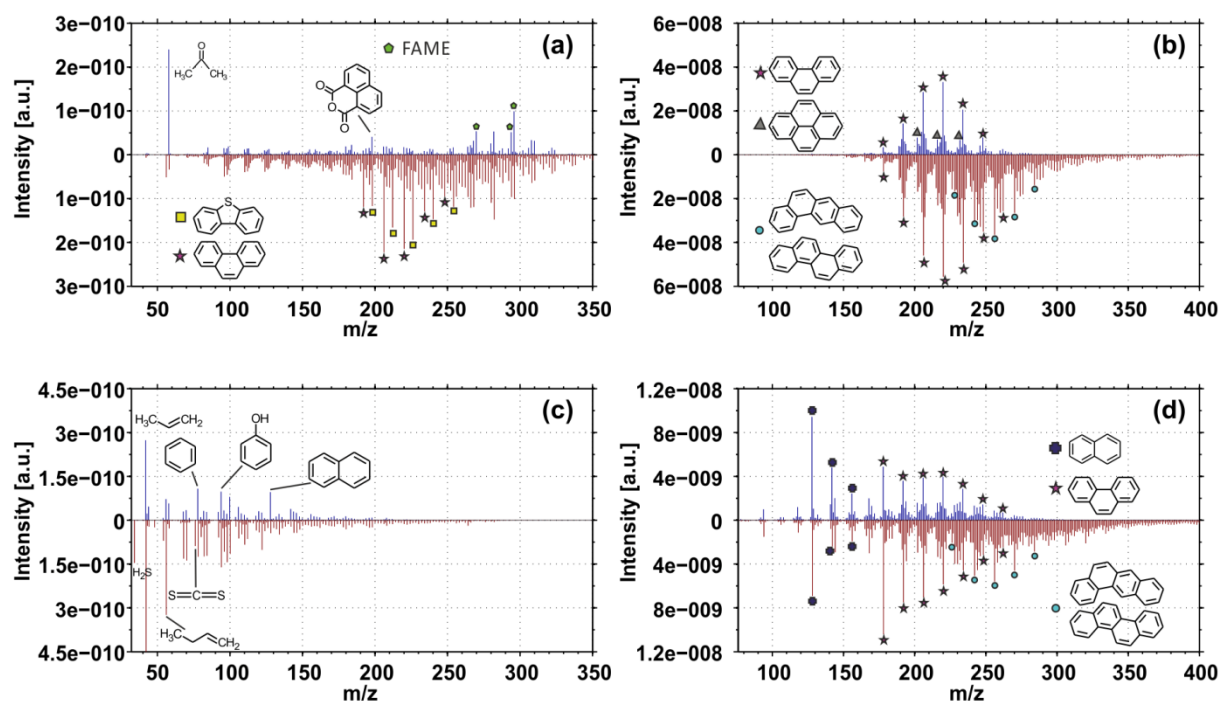 3e−010
2e−010
1e−010
0
1e−010
2e−010
3e−010
Intensity [a.u.]
50 100 150 200 250 300 350
m/z
(a)
FAME
O
H₃C CH₃
O
O
O
S
6e−008
4e−008
2e−008
0
2e−008
4e−008
6e−008
Intensity [a.u.]
100 150 200 250 300 350 400
m/z
(b)
4.5e−010
3e−010
1.5e−010
0
1.5e−010
3e−010
4.5e−010
Intensity [a.u.]
50 100 150 200 250 300 350
m/z
(c)
H₃C CH₂
OH
H₂S
S=C=S
H₃C CH₂
1.2e−008
8e−009
4e−009
0
4e−009
8e−009
1.2e−008
Intensity [a.u.]
100 150 200 250 300 350 400
m/z
(d)